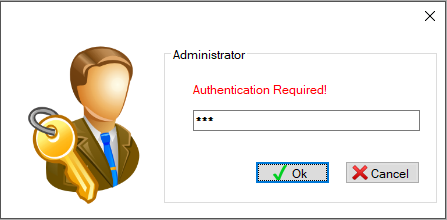 Administrator
Authentication Required!
***
Ok
Cancel